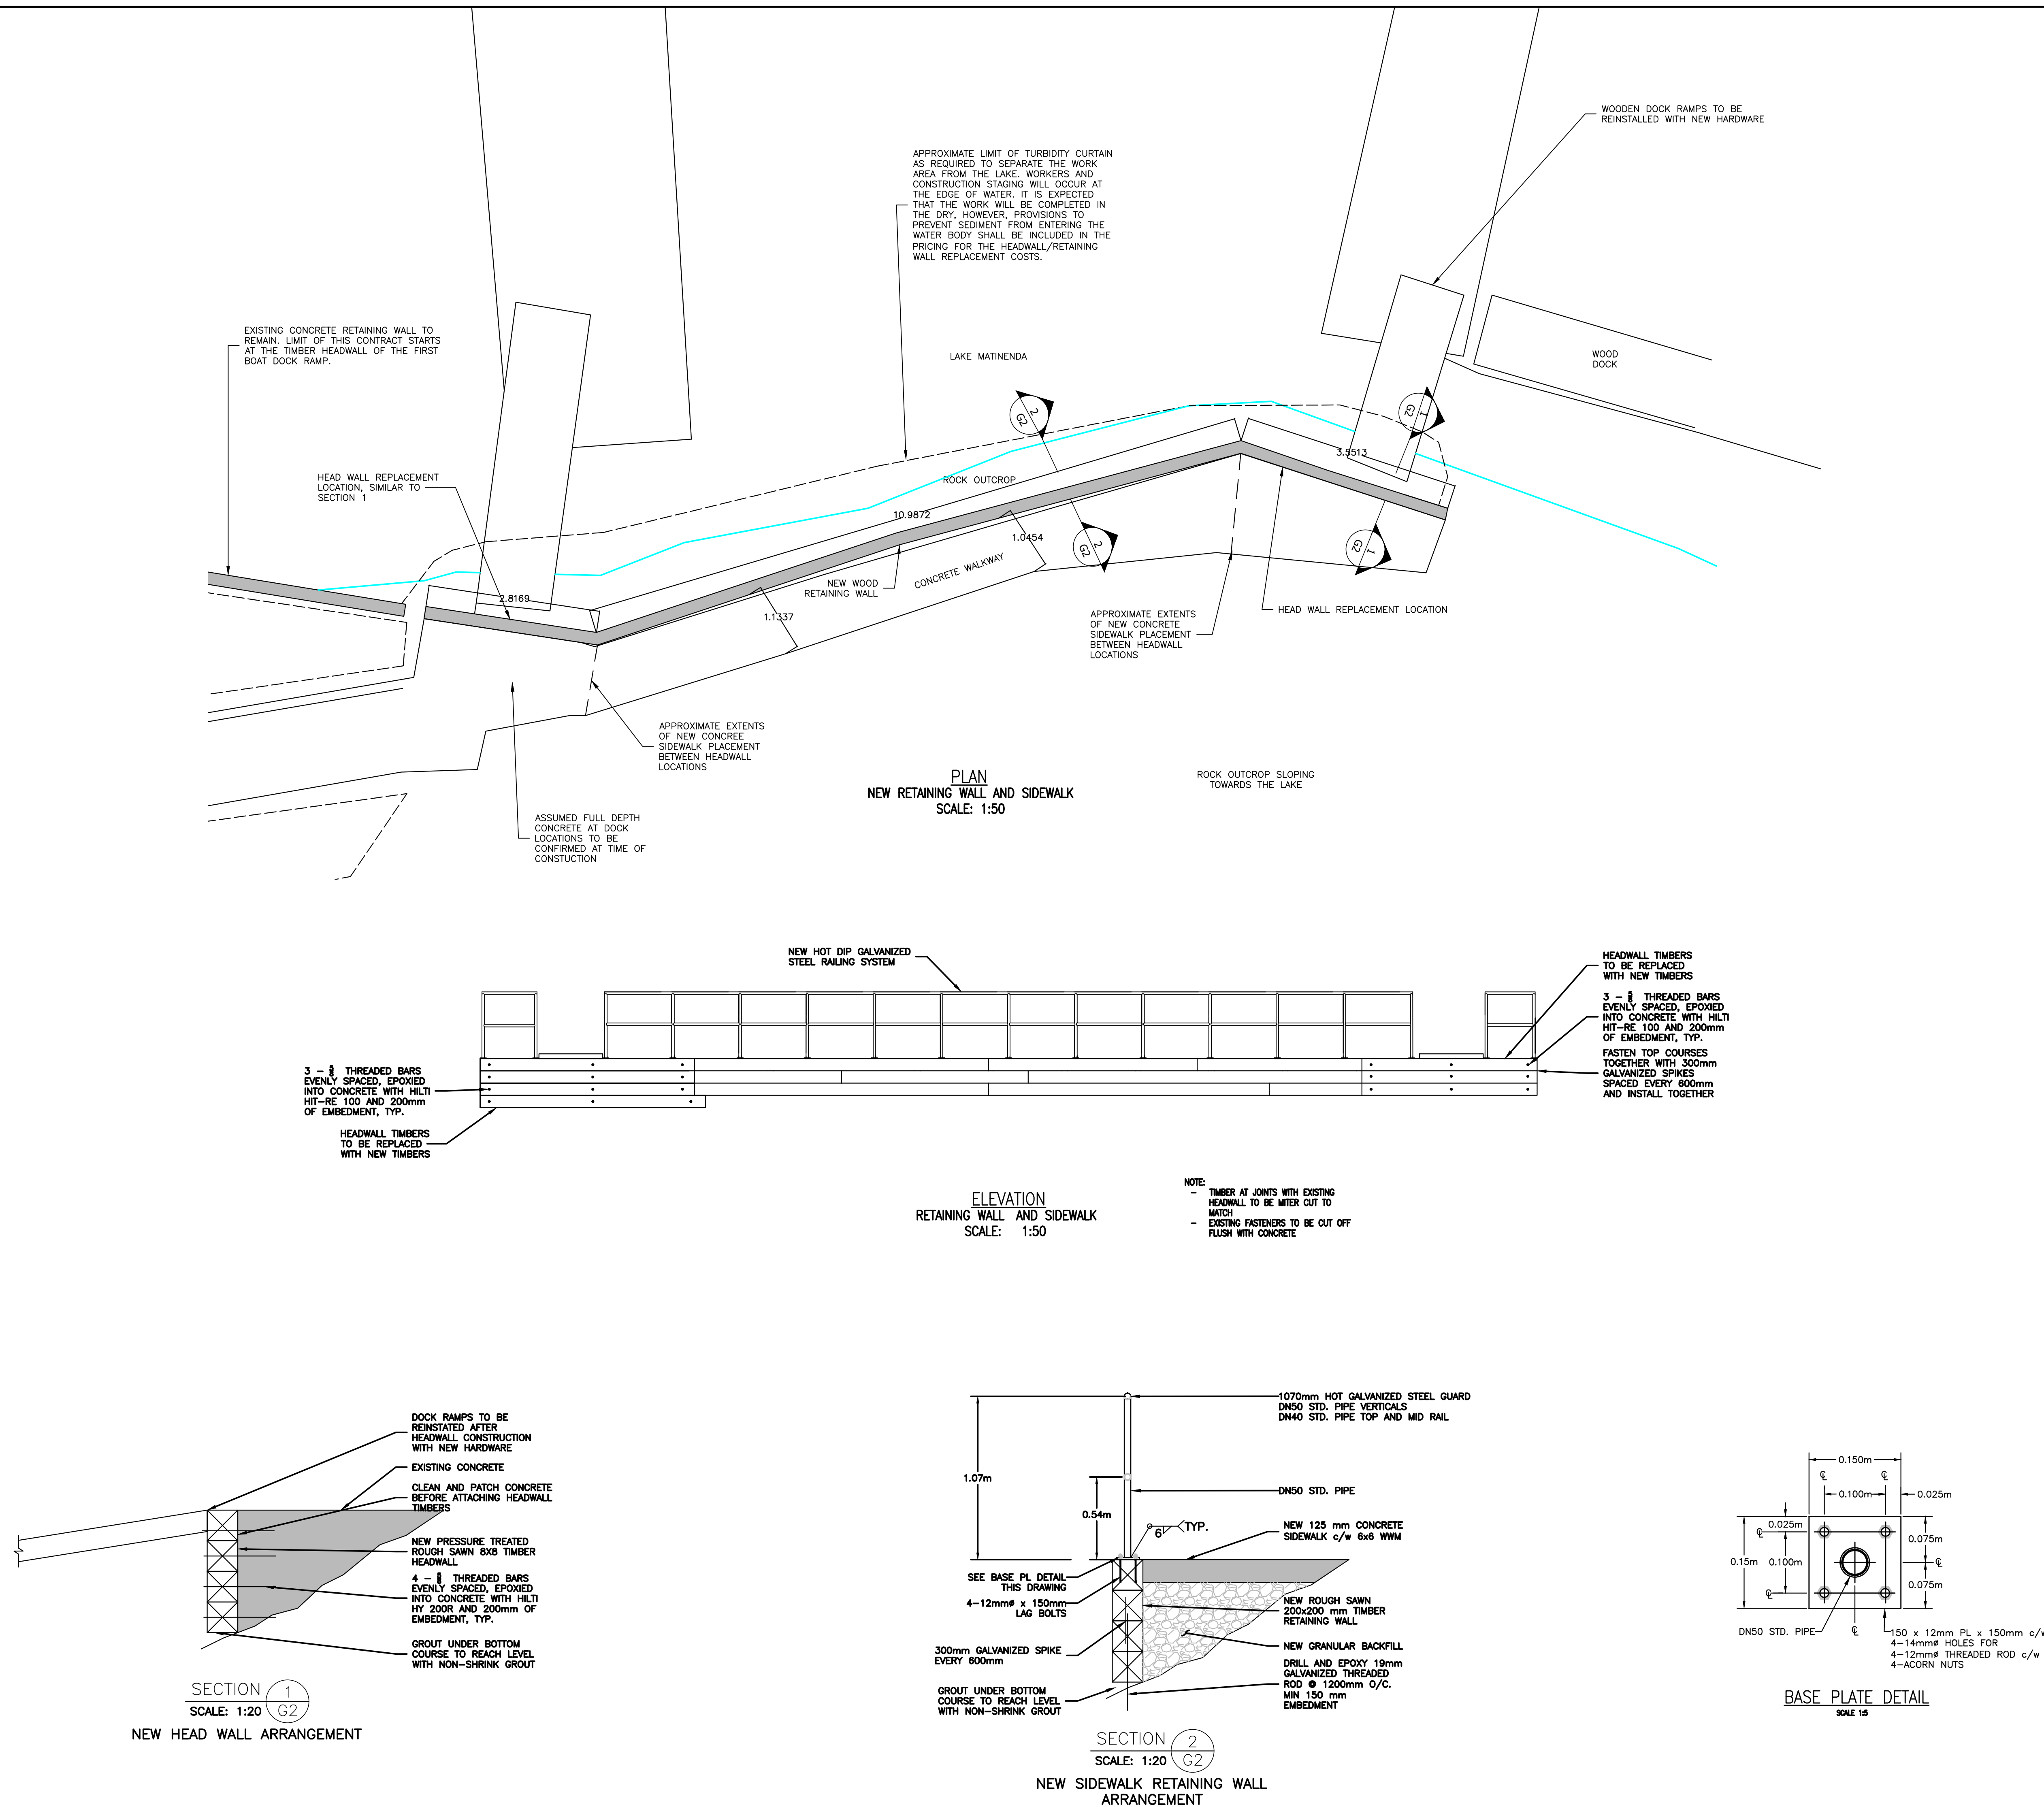 WOODEN DOCK RAMPS TO BE
REINSTALLED WITH NEW HARDWARE
APPROXIMATE LIMIT OF TURBIDITY CURTAIN
AS REQUIRED TO SEPARATE THE WORK
AREA FROM THE LAKE. WORKERS AND
CONSTRUCTION STAGING WILL OCCUR AT
THE EDGE OF WATER. IT IS EXPECTED
THAT THE WORK WILL BE COMPLETED IN
THE DRY, HOWEVER, PROVISIONS TO
PREVENT SEDIMENT FROM ENTERING THE
WATER BODY SHALL BE INCLUDED IN THE
PRICING FOR THE HEADWALL/RETAINING
WALL REPLACEMENT COSTS.
EXISTING CONCRETE RETAINING WALL TO
REMAIN. LIMIT OF THIS CONTRACT STARTS
AT THE TIMBER HEADWALL OF THE FIRST
BOAT DOCK RAMP.
LAKE MATINENDA
WOOD
DOCK
2
G2
1
G2
3.5513
HEAD WALL REPLACEMENT
LOCATION, SIMILAR TO
SECTION 1
ROCK OUTCROP
10.9872
1.0454
2
G2
1
G2
CONCRETE WALKWAY
NEW WOOD
RETAINING WALL
2.8169
1.1337
HEAD WALL REPLACEMENT LOCATION
APPROXIMATE EXTENTS
OF NEW CONCRETE
SIDEWALK PLACEMENT
BETWEEN HEADWALL
LOCATIONS
APPROXIMATE EXTENTS
OF NEW CONCREE
SIDEWALK PLACEMENT
BETWEEN HEADWALL
LOCATIONS
PLAN
NEW RETAINING WALL AND SIDEWALK
SCALE: 1:50
ROCK OUTCROP SLOPING
TOWARDS THE LAKE
ASSUMED FULL DEPTH
CONCRETE AT DOCK
LOCATIONS TO BE
CONFIRMED AT TIME OF
CONSTUCTION
NEW HOT DIP GALVANIZED
STEEL RAILING SYSTEM
HEADWALL TIMBERS
TO BE REPLACED
WITH NEW TIMBERS
3 - THREADED BARS
EVENLY SPACED, EPOXIED
INTO CONCRETE WITH HILTI
HIT-RE 100 AND 200mm
OF EMBEDMENT, TYP.
FASTEN TOP COURSES
TOGETHER WITH 300mm
GALVANIZED SPIKES
SPACED EVERY 600mm
AND INSTALL TOGETHER
3 - THREADED BARS
EVENLY SPACED, EPOXIED
INTO CONCRETE WITH HILTI
HIT-RE 100 AND 200mm
OF EMBEDMENT, TYP.
HEADWALL TIMBERS
TO BE REPLACED
WITH NEW TIMBERS
ELEVATION
RETAINING WALL AND SIDEWALK
SCALE: 1:50
NOTE:
- TIMBER AT JOINTS WITH EXISTING
HEADWALL TO BE MITER CUT TO
MATCH
- EXISTING FASTENERS TO BE CUT OFF
FLUSH WITH CONCRETE
DOCK RAMPS TO BE
REINSTATED AFTER
HEADWALL CONSTRUCTION
WITH NEW HARDWARE
EXISTING CONCRETE
CLEAN AND PATCH CONCRETE
BEFORE ATTACHING HEADWALL
TIMBERS
NEW PRESSURE TREATED
ROUGH SAWN 8X8 TIMBER
HEADWALL
4 - THREADED BARS
EVENLY SPACED, EPOXIED
INTO CONCRETE WITH HILTI
HY 200R AND 200mm OF
EMBEDMENT, TYP.
GROUT UNDER BOTTOM
COURSE TO REACH LEVEL
WITH NON-SHRINK GROUT
SECTION 1
SCALE: 1:20 G2
NEW HEAD WALL ARRANGEMENT
1070mm HOT GALVANIZED STEEL GUARD
DN50 STD. PIPE VERTICALS
DN40 STD. PIPE TOP AND MID RAIL
1.07m
0.54m
DN50 STD. PIPE
6 TYP.
NEW 125 mm CONCRETE
SIDEWALK c/w 6x6 WWM
SEE BASE PL DETAIL
THIS DRAWING
4-12mmø x 150mm
LAG BOLTS
NEW ROUGH SAWN
200x200 mm TIMBER
RETAINING WALL
300mm GALVANIZED SPIKE
EVERY 600mm
NEW GRANULAR BACKFILL
DRILL AND EPOXY 19mm
GALVANIZED THREADED
ROD @ 1200mm O/C.
MIN 150 mm
EMBEDMENT
GROUT UNDER BOTTOM
COURSE TO REACH LEVEL
WITH NON-SHRINK GROUT
SECTION 2
SCALE: 1:20 G2
NEW SIDEWALK RETAINING WALL
ARRANGEMENT
0.150m
℄ ℄
0.100m 0.025m
0.025m
℄
0.075m
0.15m 0.100m
℄
0.075m
℄
DN50 STD. PIPE
℄
150 x 12mm PL x 150mm c/w
4-14mmø HOLES FOR
4-12mmø THREADED ROD c/w
4-ACORN NUTS
BASE PLATE DETAIL
SCALE 1:5